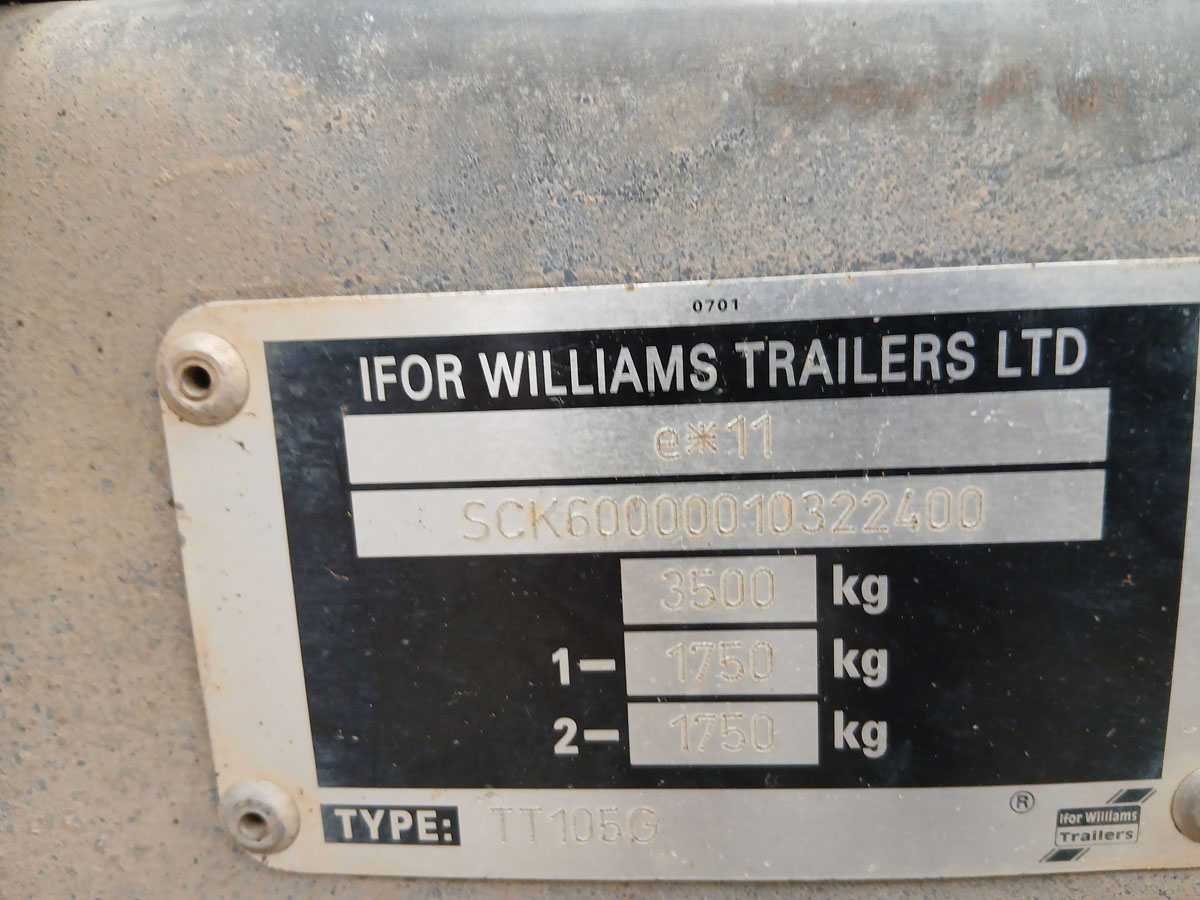 0701
IFOR WILLIAMS TRAILERS LTD
e*11
SCK60000010322400
3500 kg
1- 1750 kg
2- 1750 kg
TYPE: TT105G
®
Ifor Williams
Trailers